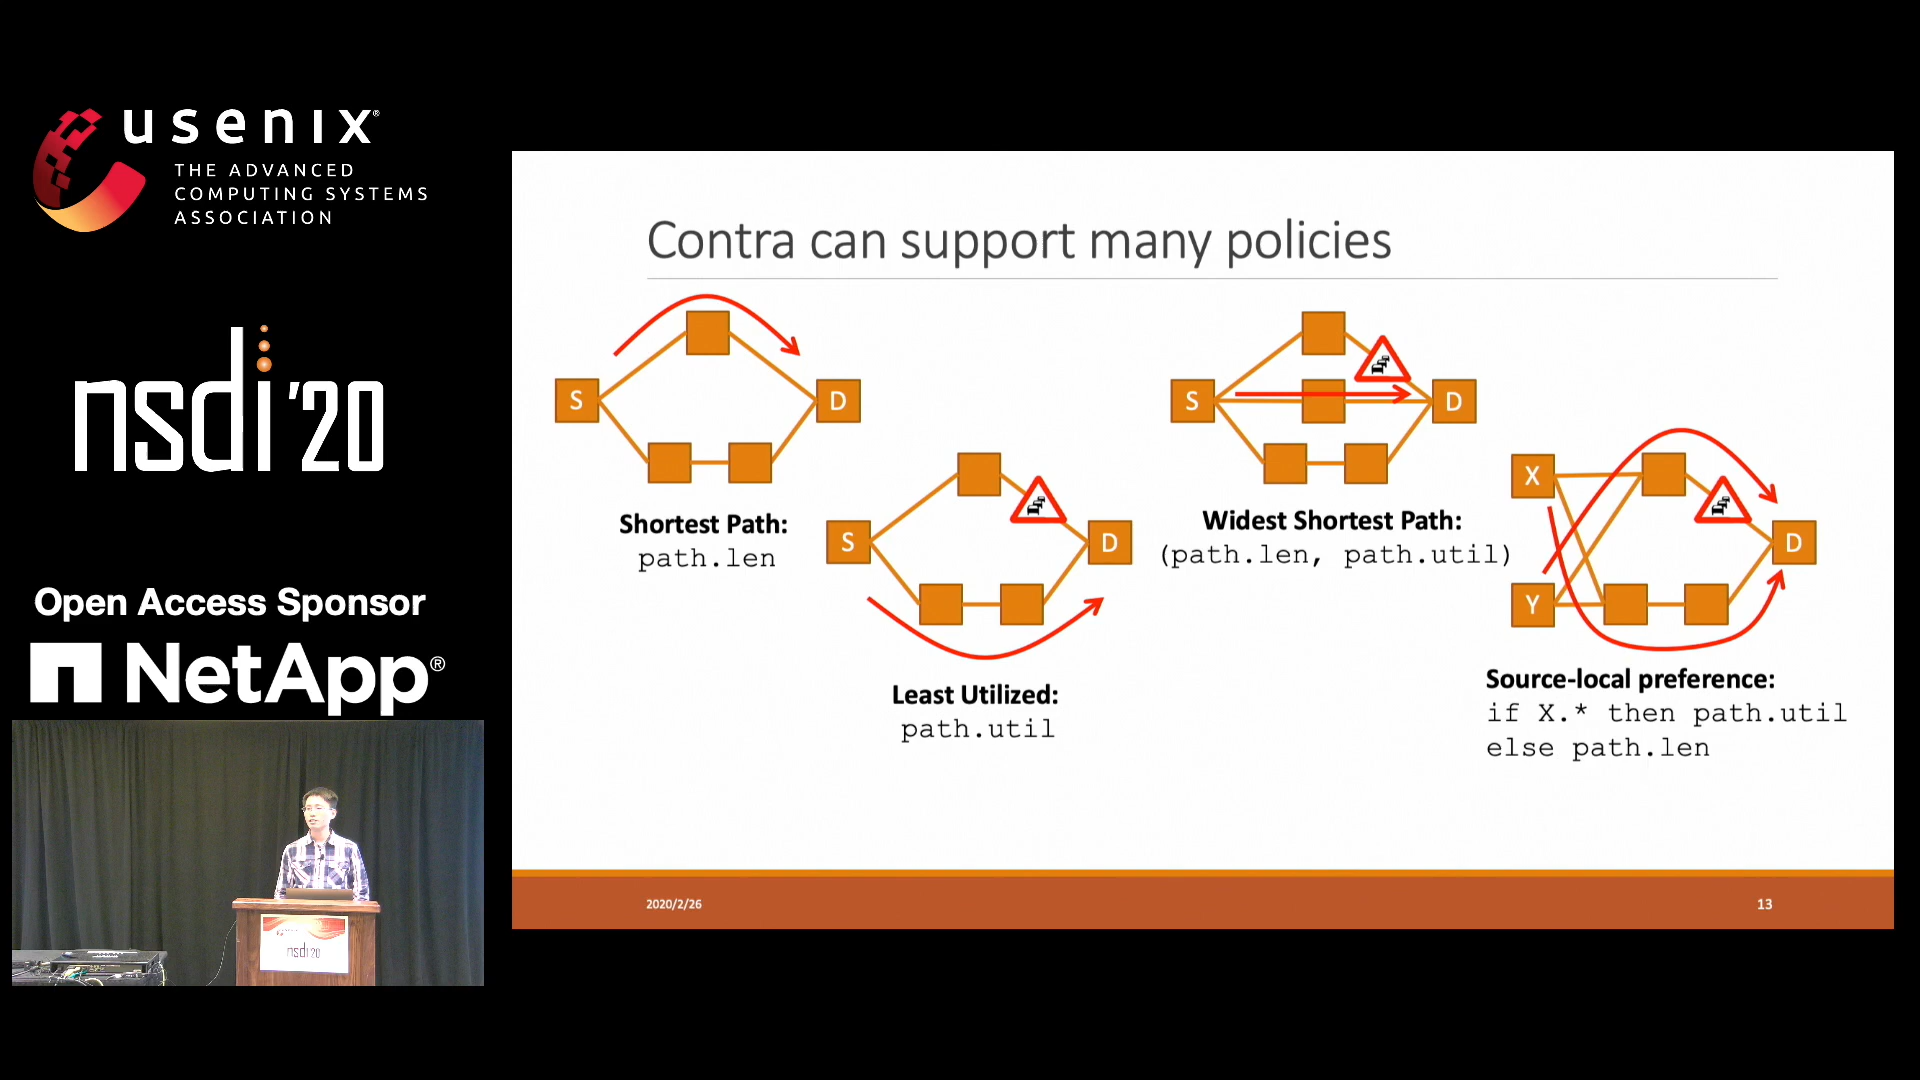 usenix®
THE ADVANCED
COMPUTING SYSTEMS
ASSOCIATION
nsdi '20
Open Access Sponsor
NetApp®
nsdi 20
Contra can support many policies
S
D
Shortest Path:
path.len
S
D
Least Utilized:
path.util
S
D
Widest Shortest Path:
(path.len, path.util)
X
Y
D
Source-local preference:
if X.* then path.util
else path.len
2020/2/26
13